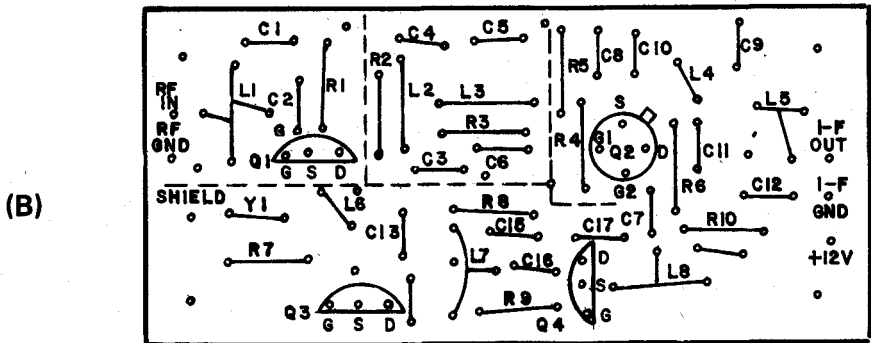 (B)
C1
C4
C5
R2
R5
C8
C10
C9
L4
RF IN
L1
C2
R1
L2
L3
L5
RF GND
G
R3
R4
S
G1
Q2
D
G2
C11
I-F OUT
Q1
G S D
C3
C6
R6
C12
I-F GND
SHIELD
Y1
L6
C13
R8
C15
C17
C7
R10
+12V
R7
L7
C16
D
S
G
L8
Q3
G S D
R9
Q4